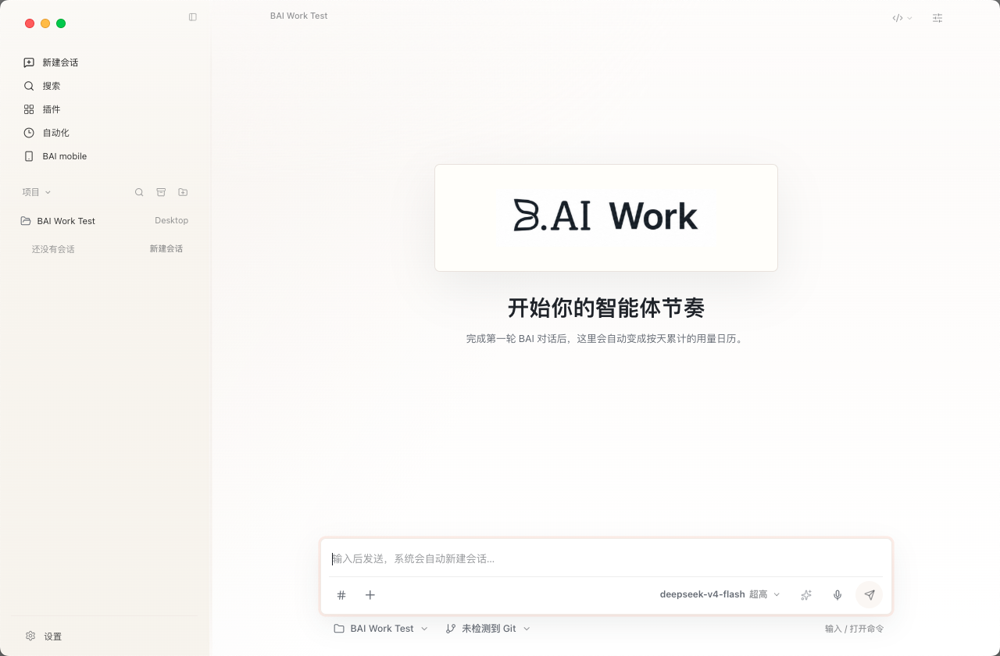 BAI Work Test
新建会话
搜索
插件
自动化
BAI mobile
项目
BAI Work Test Desktop
还没有会话 新建会话
B.AI Work
开始你的智能体节奏
完成第一轮 BAI 对话后，这里会自动变成按天累计的用量日历。
输入后发送，系统会自动新建会话...
deepseek-v4-flash 超高
BAI Work Test 未检测到 Git 输入 / 打开命令
设置